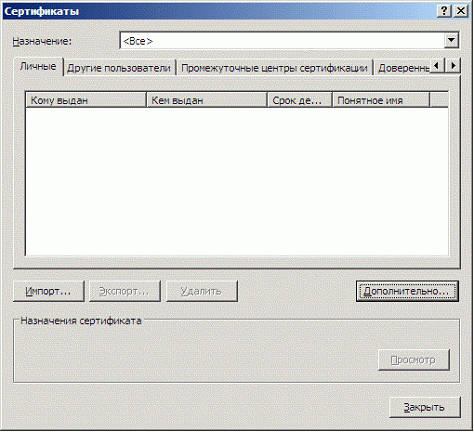 Сертификаты
Назначение: <Все>
Личные Другие пользователи Промежуточные центры сертификации Доверенны
Кому выдан Кем выдан Срок де... Понятное имя
Импорт... Экспорт... Удалить Дополнительно...
Назначения сертификата
Просмотр
Закрыть